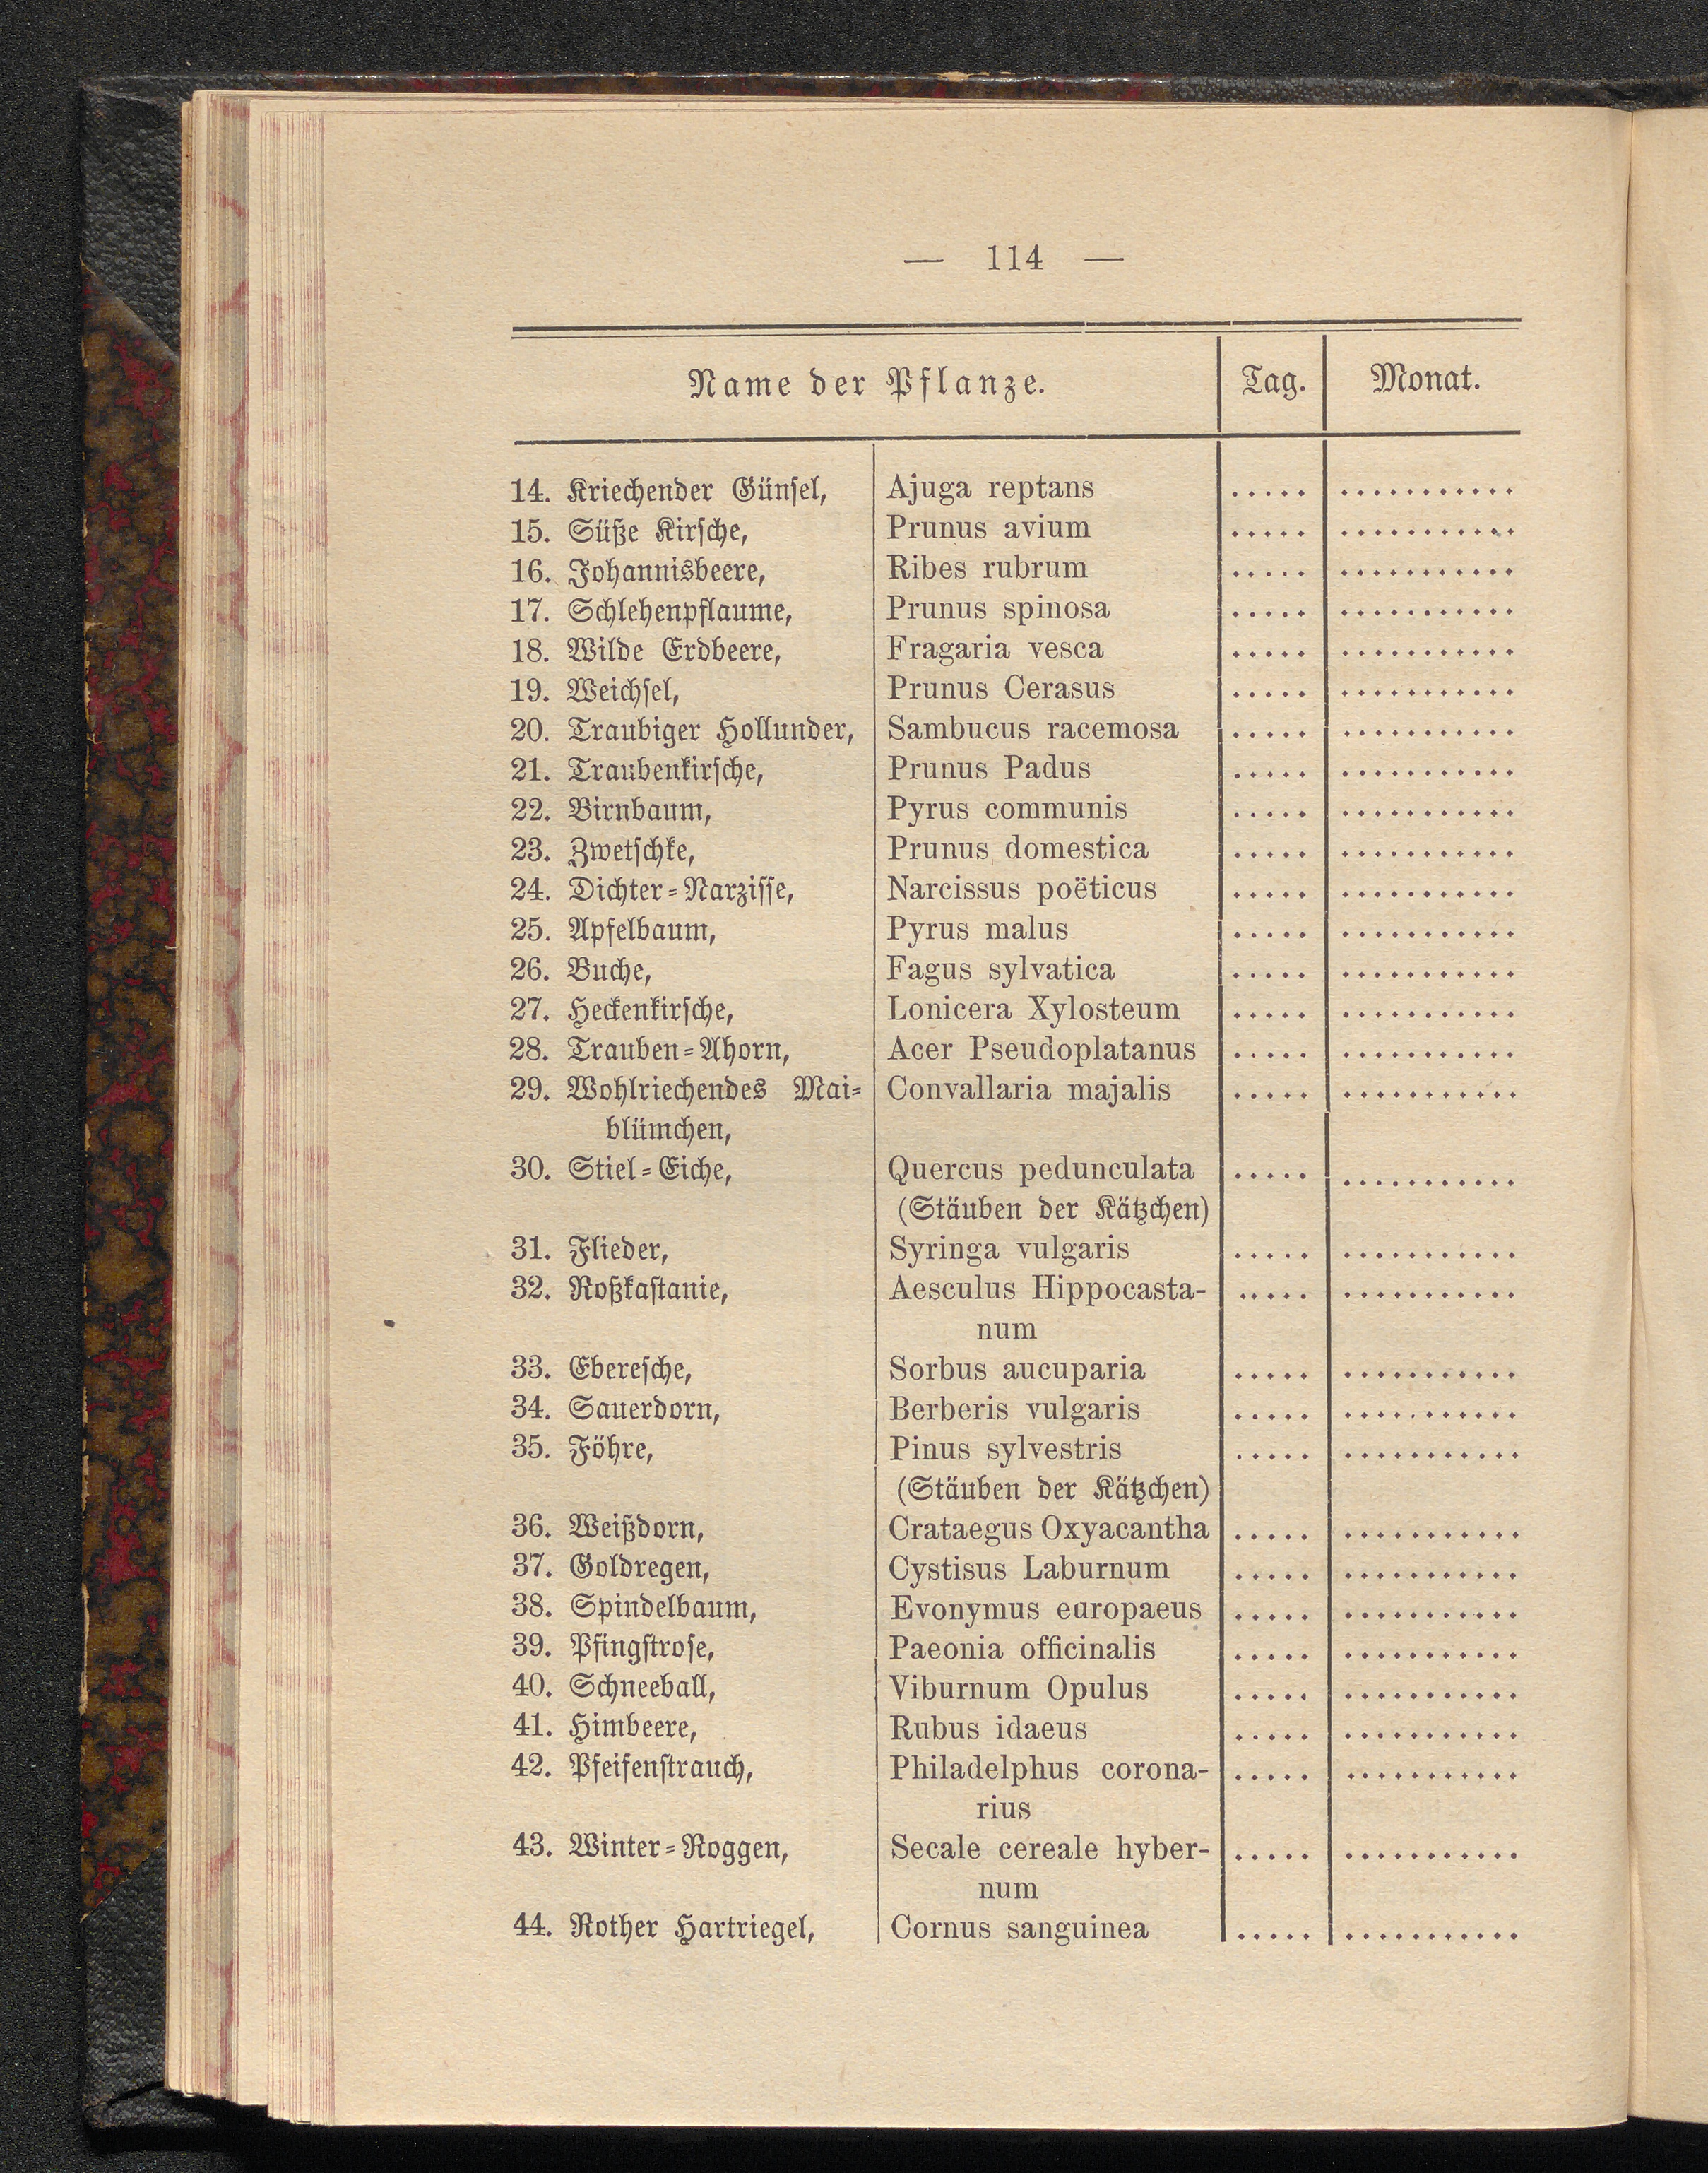 — 114 —
Name der Pflanze. Tag. Monat.
14. Kriechender Günsel, Ajuga reptans ..... ...........
15. Süße Kirsche, Prunus avium ..... ...........
16. Johannisbeere, Ribes rubrum ..... ...........
17. Schlehenpflaume, Prunus spinosa ..... ...........
18. Wilde Erdbeere, Fragaria vesca ..... ...........
19. Weichsel, Prunus Cerasus ..... ...........
20. Traubiger Hollunder, Sambucus racemosa ..... ...........
21. Traubenkirsche, Prunus Padus ..... ...........
22. Birnbaum, Pyrus communis ..... ...........
23. Zwetschke, Prunus domestica ..... ...........
24. Dichter-Narzisse, Narcissus poëticus ..... ...........
25. Apfelbaum, Pyrus malus ..... ...........
26. Buche, Fagus sylvatica ..... ...........
27. Heckenkirsche, Lonicera Xylosteum ..... ...........
28. Trauben-Ahorn, Acer Pseudoplatanus ..... ...........
29. Wohlriechendes Mai- Convallaria majalis ..... ...........
blümchen,
30. Stiel-Eiche, Quercus pedunculata ..... ...........
(Stäuben der Kätzchen)
31. Flieder, Syringa vulgaris ..... ...........
32. Roßkastanie, Aesculus Hippocasta- ..... ...........
num
33. Eberesche, Sorbus aucuparia ..... ...........
34. Sauerdorn, Berberis vulgaris ..... ...........
35. Föhre, Pinus sylvestris ..... ...........
(Stäuben der Kätzchen)
36. Weißdorn, Crataegus Oxyacantha ..... ...........
37. Goldregen, Cystisus Laburnum ..... ...........
38. Spindelbaum, Evonymus europaeus ..... ...........
39. Pfingstrose, Paeonia officinalis ..... ...........
40. Schneeball, Viburnum Opulus ..... ...........
41. Himbeere, Rubus idaeus ..... ...........
42. Pfeifenstrauch, Philadelphus corona- ..... ...........
rius
43. Winter-Roggen, Secale cereale hyber- ..... ...........
num
44. Rother Hartriegel, Cornus sanguinea ..... ...........